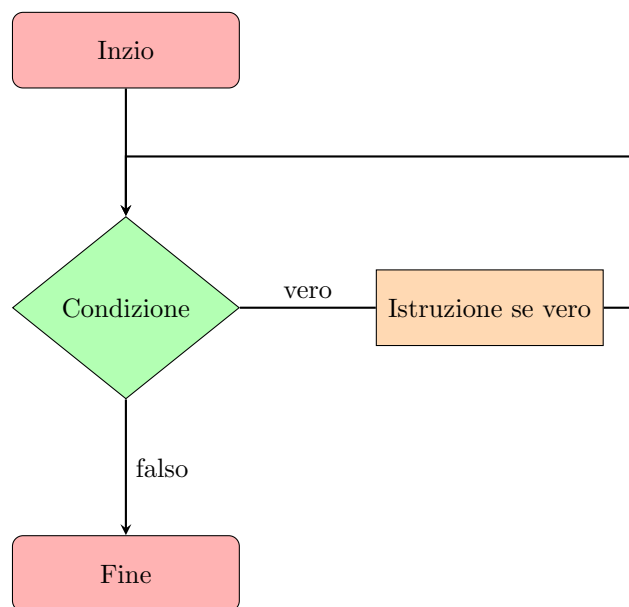 Inzio
Condizione
vero
Istruzione se vero
falso
Fine